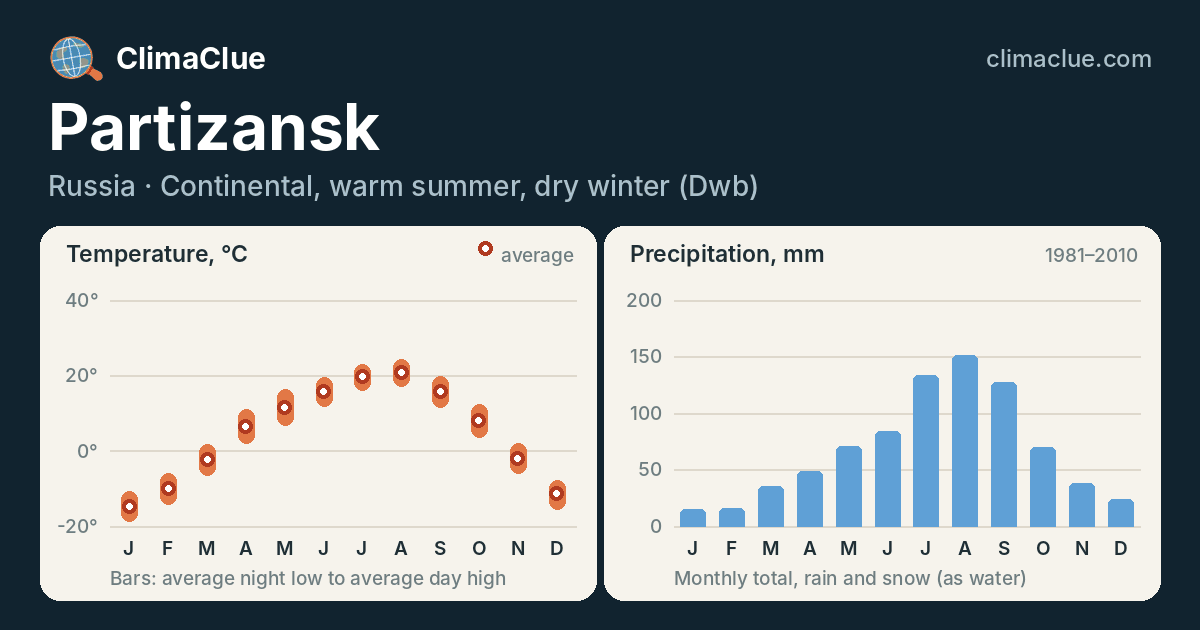 ClimaClue
climaclue.com
Partizansk
Russia · Continental, warm summer, dry winter (Dwb)
Temperature, °C
average
40°
20°
0°
-20°
J F M A M J J A S O N D
Bars: average night low to average day high
Precipitation, mm
1981–2010
200
150
100
50
0
J F M A M J J A S O N D
Monthly total, rain and snow (as water)